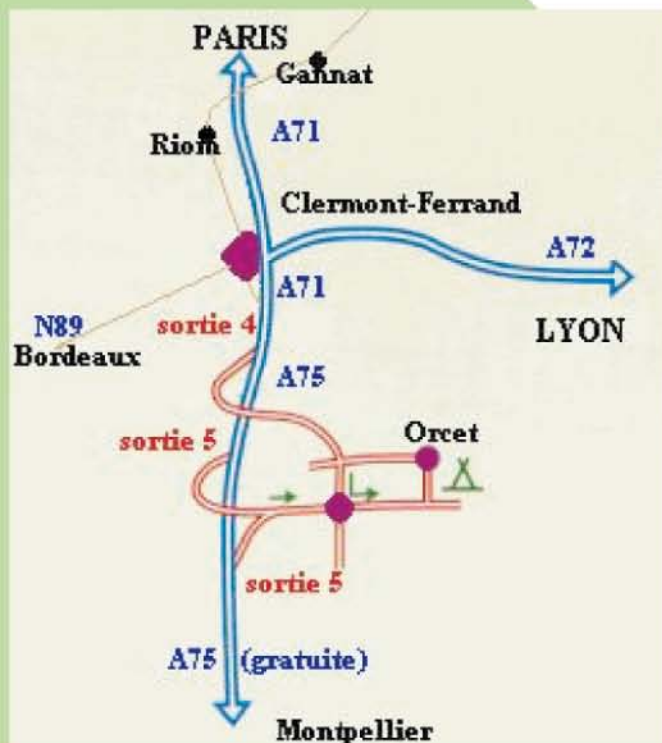 PARIS
Gannat
Riom
A71
Clermont-Ferrand
A72
A71
N89
sortie 4
Bordeaux
LYON
A75
sortie 5
Orcet
sortie 5
A75 (gratuite)
Montpellier